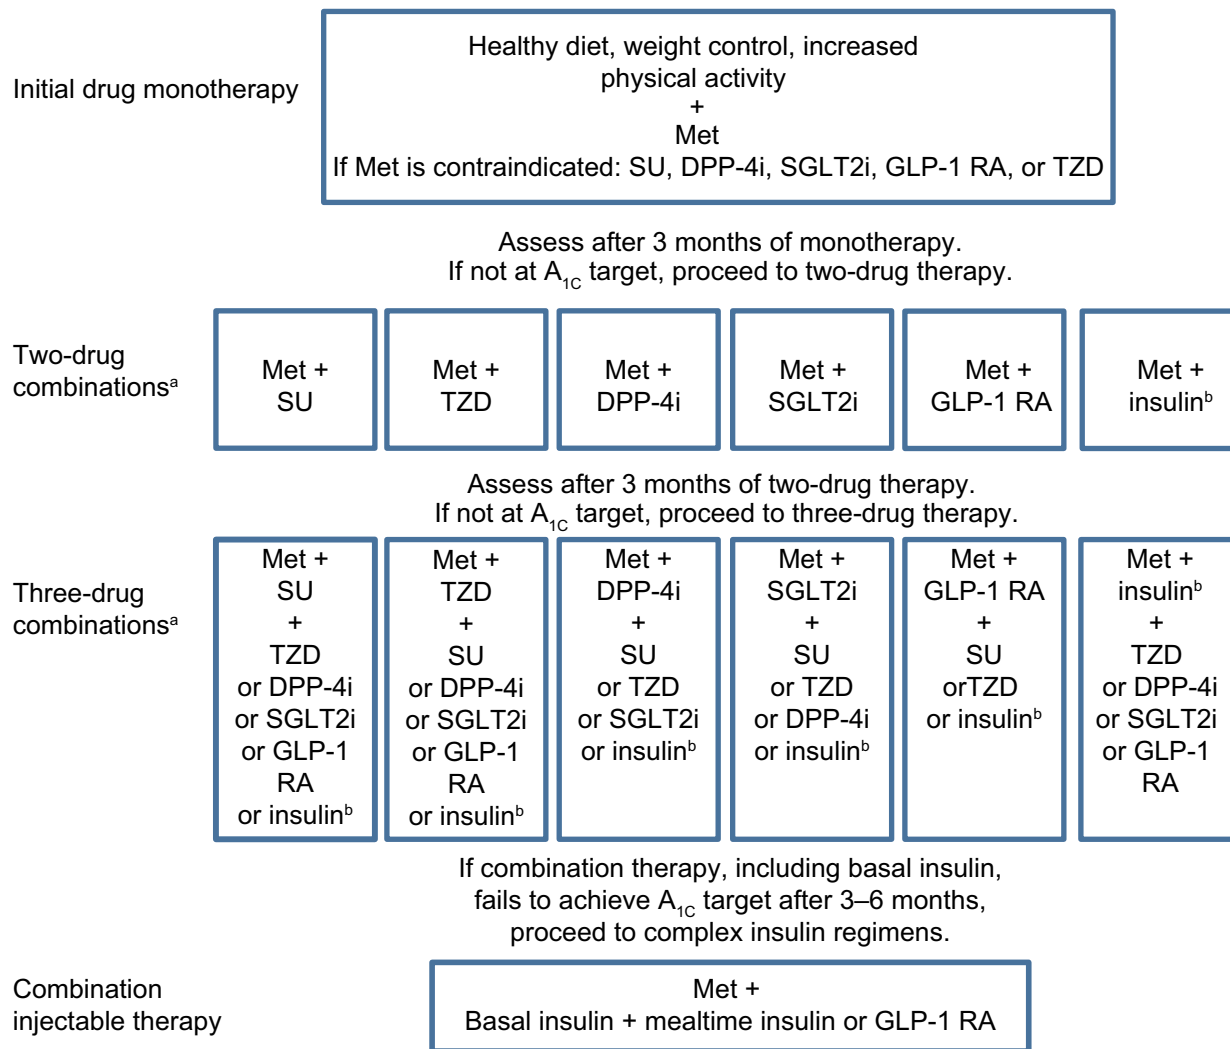 Initial drug monotherapy
Healthy diet, weight control, increased
physical activity
+
Met
If Met is contraindicated: SU, DPP-4i, SGLT2i, GLP-1 RA, or TZD
Assess after 3 months of monotherapy.
If not at A1C target, proceed to two-drug therapy.
Two-drug
combinationsa
Met +
SU
Met +
TZD
Met +
DPP-4i
Met +
SGLT2i
Met +
GLP-1 RA
Met +
insulinb
Assess after 3 months of two-drug therapy.
If not at A1C target, proceed to three-drug therapy.
Three-drug
combinationsa
Met +
SU
+
TZD
or DPP-4i
or SGLT2i
or GLP-1
RA
or insulinb
Met +
TZD
+
SU
or DPP-4i
or SGLT2i
or GLP-1
RA
or insulinb
Met +
DPP-4i
+
SU
or TZD
or SGLT2i
or insulinb
Met +
SGLT2i
+
SU
or TZD
or DPP-4i
or insulinb
Met +
GLP-1 RA
+
SU
orTZD
or insulinb
Met +
insulinb
+
TZD
or DPP-4i
or SGLT2i
or GLP-1
RA
If combination therapy, including basal insulin,
fails to achieve A1C target after 3–6 months,
proceed to complex insulin regimens.
Combination
injectable therapy
Met +
Basal insulin + mealtime insulin or GLP-1 RA